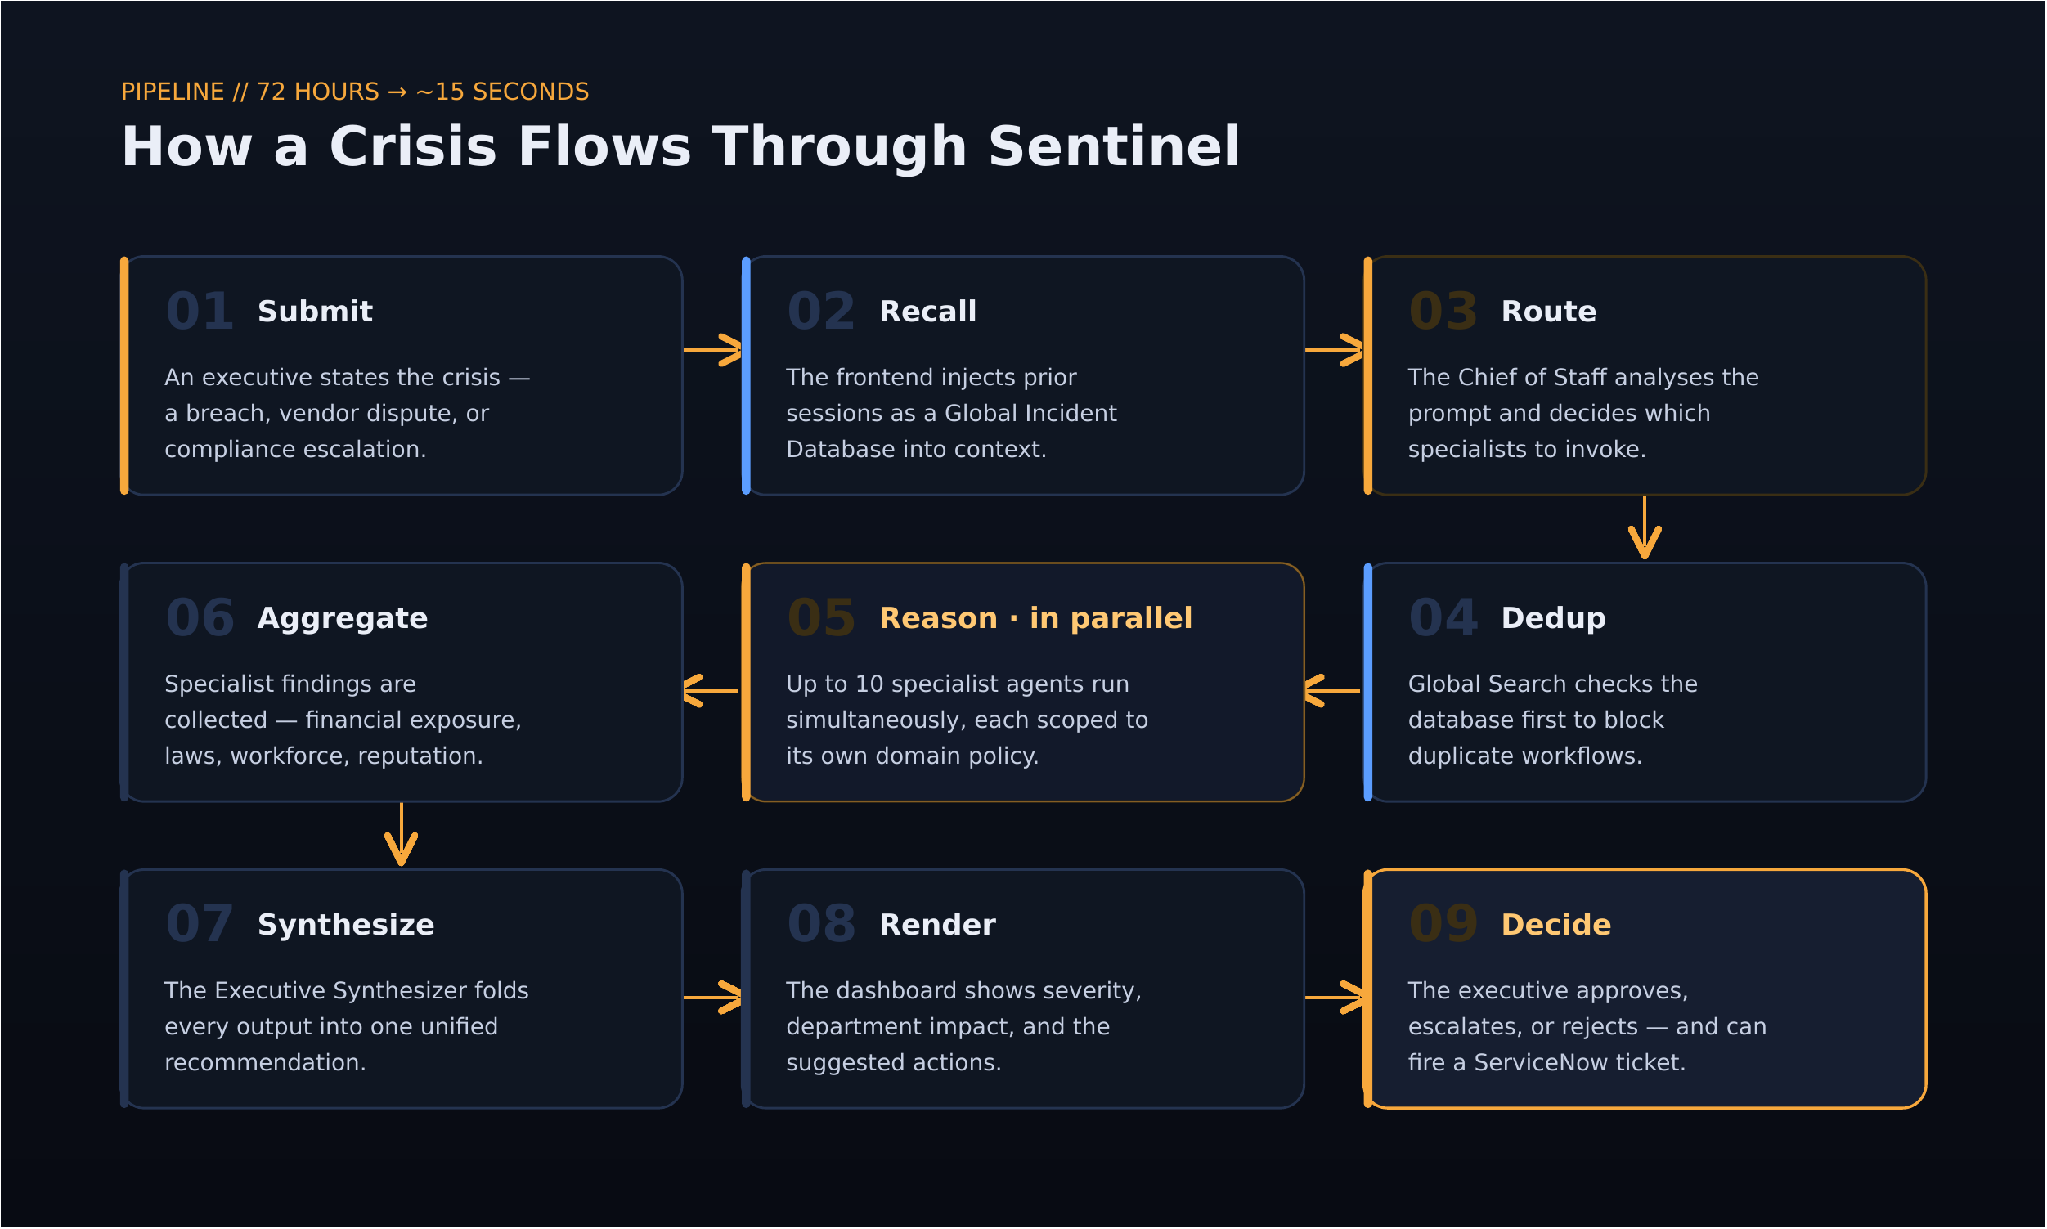 PIPELINE // 72 HOURS → ~15 SECONDS
How a Crisis Flows Through Sentinel
01 Submit
An executive states the crisis —
a breach, vendor dispute, or
compliance escalation.
02 Recall
The frontend injects prior
sessions as a Global Incident
Database into context.
03 Route
The Chief of Staff analyses the
prompt and decides which
specialists to invoke.
04 Dedup
Global Search checks the
database first to block
duplicate workflows.
05 Reason · in parallel
Up to 10 specialist agents run
simultaneously, each scoped to
its own domain policy.
06 Aggregate
Specialist findings are
collected — financial exposure,
laws, workforce, reputation.
07 Synthesize
The Executive Synthesizer folds
every output into one unified
recommendation.
08 Render
The dashboard shows severity,
department impact, and the
suggested actions.
09 Decide
The executive approves,
escalates, or rejects — and can
fire a ServiceNow ticket.